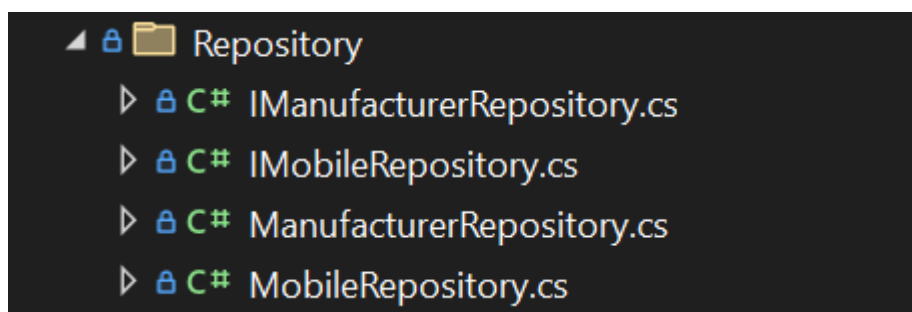 Repository
C# IManufacturerRepository.cs
C# IMobileRepository.cs
C# ManufacturerRepository.cs
C# MobileRepository.cs